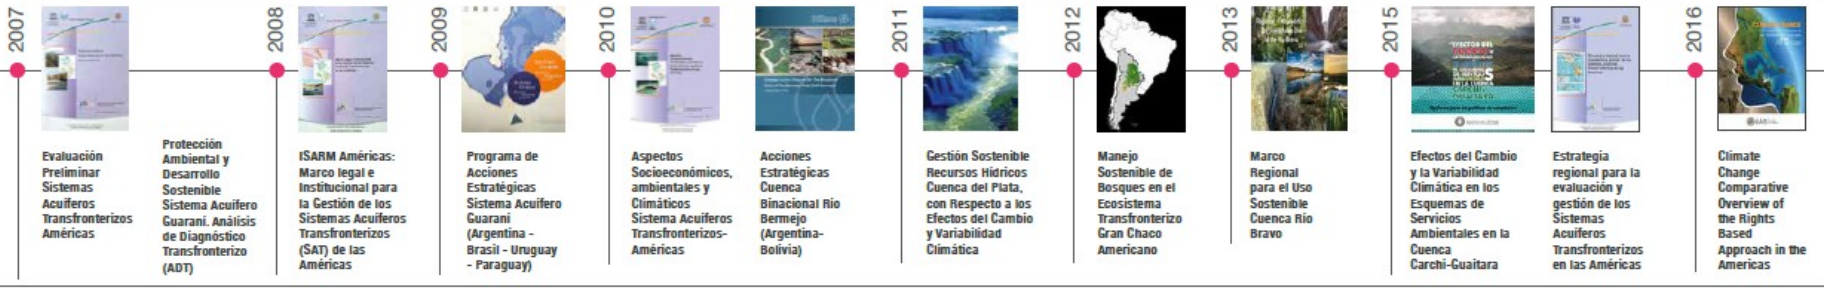 2007
Evaluación
Preliminar
Sistemas
Acuíferos
Transfronterizos
Américas
Protección
Ambiental y
Desarrollo
Sostenible
Sistema Acuífero
Guaraní. Análisis
de Diagnóstico
Transfronterizo
(ADT)
2008
ISARM Américas:
Marco legal e
Institucional para
la Gestión de los
Sistemas Acuíferos
Transfronterizos
(SAT) de las
Américas
2009
Programa de
Acciones
Estratégicas
Sistema Acuífero
Guaraní
(Argentina -
Brasil - Uruguay
- Paraguay)
2010
Aspectos
Socioeconómicos,
ambientales y
Climáticos
Sistema Acuíferos
Transfronterizos-
Américas
Acciones
Estratégicas
Cuenca
Binacional Río
Bermejo
(Argentina-
Bolivia)
2011
Gestión Sostenible
Recursos Hídricos
Cuenca del Plata,
con Respecto a los
Efectos del Cambio
y Variabilidad
Climática
2012
Manejo
Sostenible de
Bosques en el
Ecosistema
Transfronterizo
Gran Chaco
Americano
2013
Marco
Regional
para el Uso
Sostenible
Cuenca Río
Bravo
2015
Efectos del Cambio
y la Variabilidad
Climática en los
Esquemas de
Servicios
Ambientales en la
Cuenca
Carchi-Guaitara
Estrategia
regional para la
evaluación y
gestión de los
Sistemas
Acuíferos
Transfronterizos
en las Américas
2016
Climate
Change
Comparative
Overview of
the Rights
Based
Approach in the
Americas